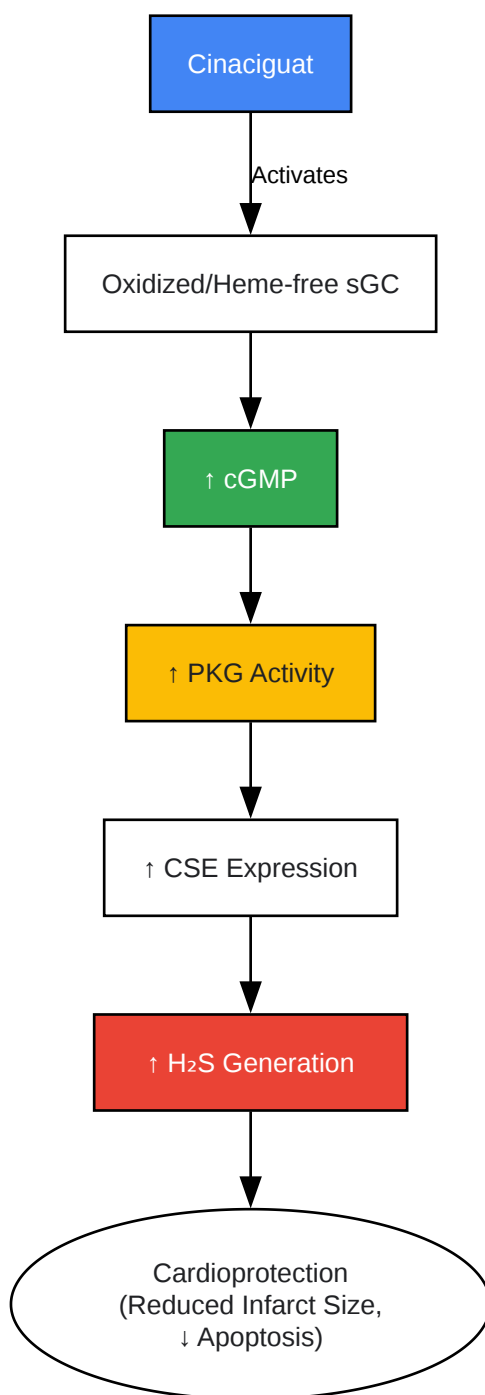 Cinaciguat
Activates
Oxidized/Heme-free sGC
↑ cGMP
↑ PKG Activity
↑ CSE Expression
↑ H₂S Generation
Cardioprotection
(Reduced Infarct Size,
↓ Apoptosis)